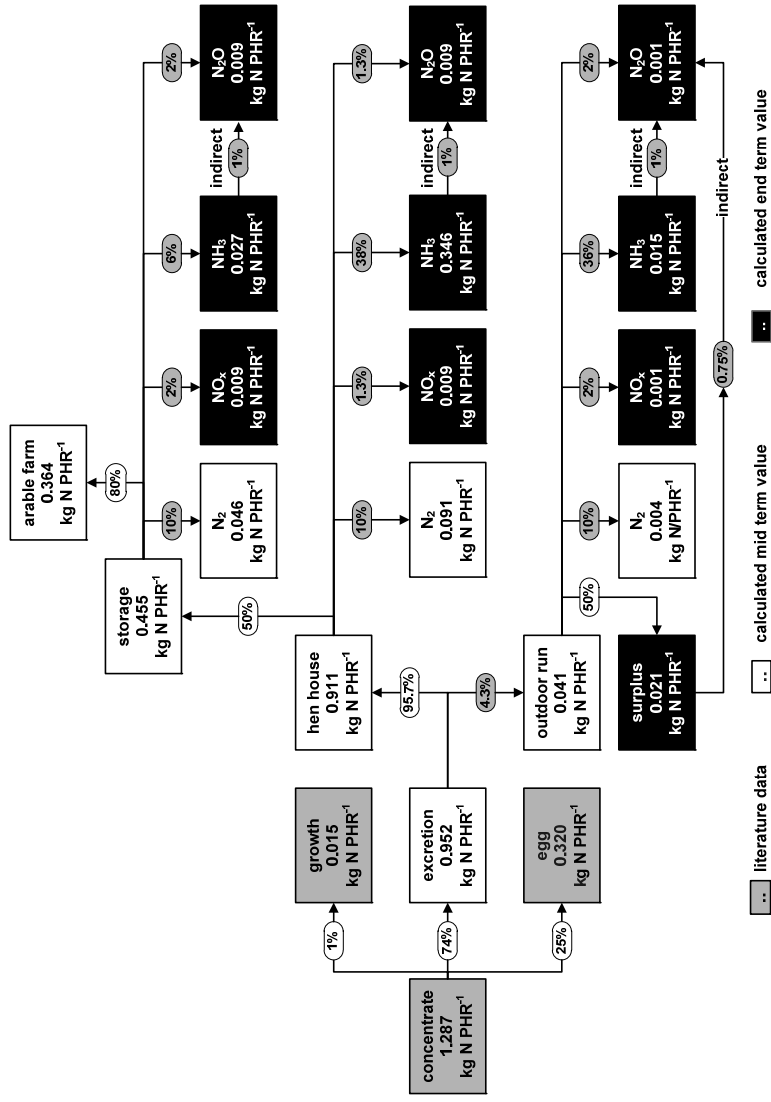 concentrate
1.287
kg N PHR⁻¹
1%
74%
25%
growth
0.015
kg N PHR⁻¹
excretion
0.952
kg N PHR⁻¹
egg
0.320
kg N PHR⁻¹
95.7%
4.3%
hen house
0.911
kg N PHR⁻¹
outdoor run
0.041
kg N PHR⁻¹
surplus
0.021
kg N PHR⁻¹
50%
50%
storage
0.455
kg N PHR⁻¹
80%
arable farm
0.364
kg N PHR⁻¹
10%
2%
6%
2%
N₂
0.046
kg N PHR⁻¹
NOₓ
0.009
kg N PHR⁻¹
NH₃
0.027
kg N PHR⁻¹
indirect
1%
N₂O
0.009
kg N PHR⁻¹
10%
1.3%
38%
1.3%
N₂
0.091
kg N PHR⁻¹
NOₓ
0.009
kg N PHR⁻¹
NH₃
0.346
kg N PHR⁻¹
indirect
1%
N₂O
0.009
kg N PHR⁻¹
10%
2%
36%
2%
N₂
0.004
kg N/PHR⁻¹
NOₓ
0.001
kg N PHR⁻¹
NH₃
0.015
kg N PHR⁻¹
indirect
1%
N₂O
0.001
kg N PHR⁻¹
0.75%
indirect
.. literature data
.. calculated mid term value
.. calculated end term value